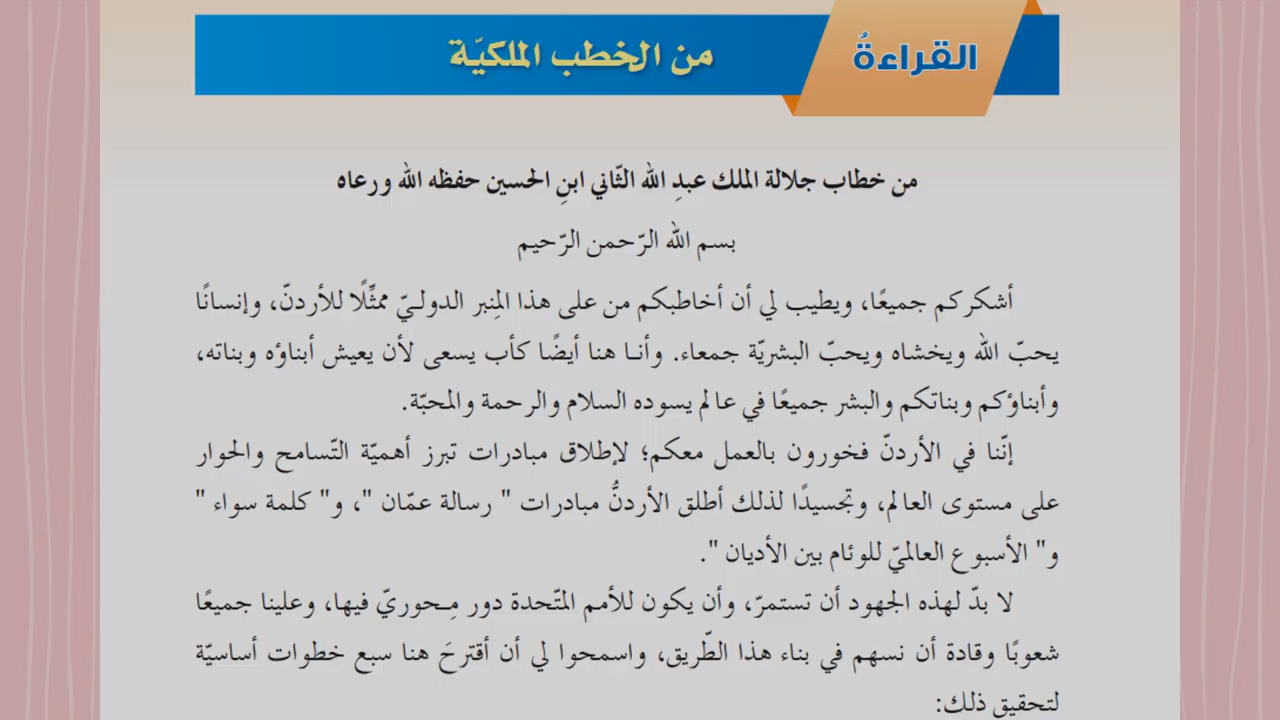 القراءةُ
من الخطب الملكيّة
من خطاب جلالة الملك عبدِ الله الثّاني ابنِ الحسين حفظه الله ورعاه
بسم الله الرّحمن الرّحيم
أشكركم جميعًا، ويطيب لي أن أخاطبكم من على هذا المِنبر الدوليّ ممثِّلًا للأردنّ، وإنسانًا
يحبّ الله ويخشاه ويحبّ البشريّة جمعاء. وأنا هنا أيضًا كأب يسعى لأن يعيش أبناؤه وبناته،
وأبناؤكم وبناتكم والبشر جميعًا في عالم يسوده السلام والرحمة والمحبّة.
إنّنا في الأردنّ فخورون بالعمل معكم؛ لإطلاق مبادرات تبرز أهميّة التّسامح والحوار
على مستوى العالم، وتجسيدًا لذلك أطلق الأردنُّ مبادرات " رسالة عمّان "، و" كلمة سواء "
و" الأسبوع العالميّ للوئام بين الأديان ".
لا بدّ لهذه الجهود أن تستمرّ، وأن يكون للأمم المتّحدة دور مِحوريّ فيها، وعلينا جميعًا
شعوبًا وقادة أن نسهم في بناء هذا الطّريق، واسمحوا لي أن أقترحَ هنا سبع خطوات أساسيّة
لتحقيق ذلك: